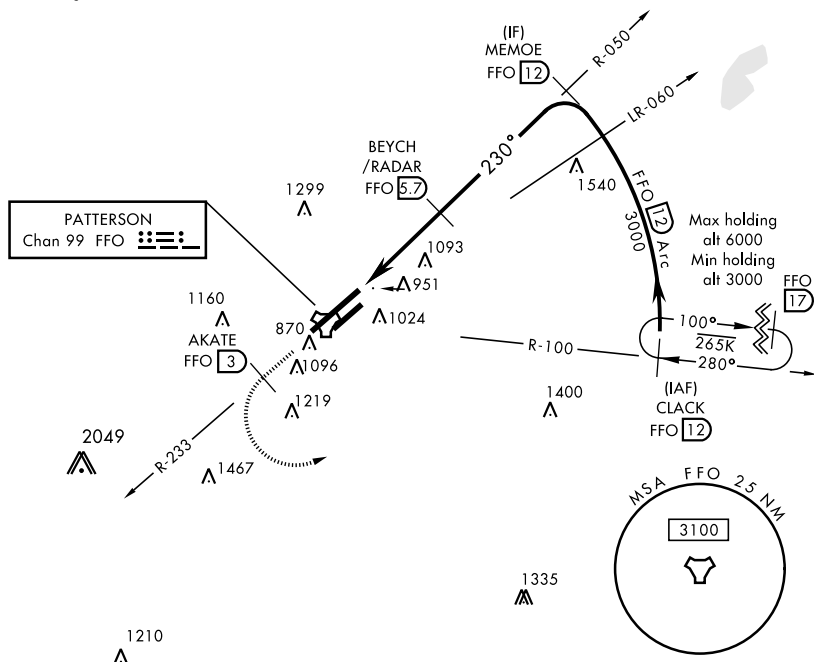 (IF)
MEMOE
FFO 12
R-050
LR-060
BEYCH
/RADAR
FFO 5.7
230°
1540
FFO 12 Arc
3000
1299
PATTERSON
Chan 99 FFO
Max holding
alt 6000
Min holding
alt 3000
FFO
17
1093
951
1024
1160
870
AKATE
FFO 3
1096
1219
R-100
100°
265K
280°
(IAF)
CLACK
FFO 12
1400
2049
R-233
1467
MSA FFO 25 NM
3100
1335
1210